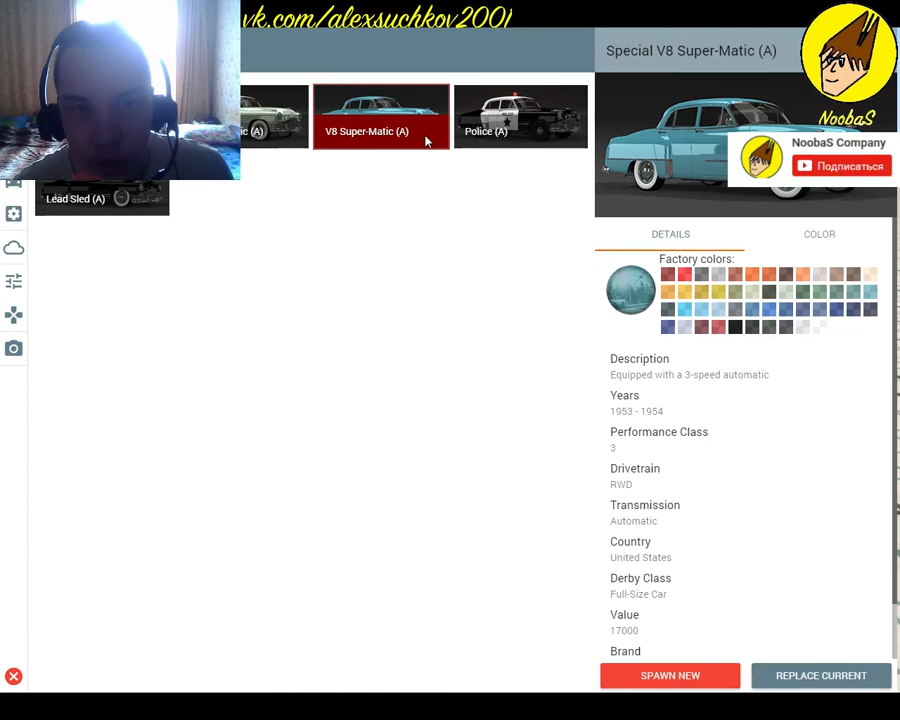 vk.com/alexsuchkov2001
Special V8 Super-Matic (A)
NoobaS
NoobaS Company
Подписаться
ic (A)
V8 Super-Matic (A)
Police (A)
Lead Sled (A)
DETAILS
COLOR
Factory colors:
Description
Equipped with a 3-speed automatic
Years
1953 - 1954
Performance Class
3
Drivetrain
RWD
Transmission
Automatic
Country
United States
Derby Class
Full-Size Car
Value
17000
Brand
SPAWN NEW
REPLACE CURRENT